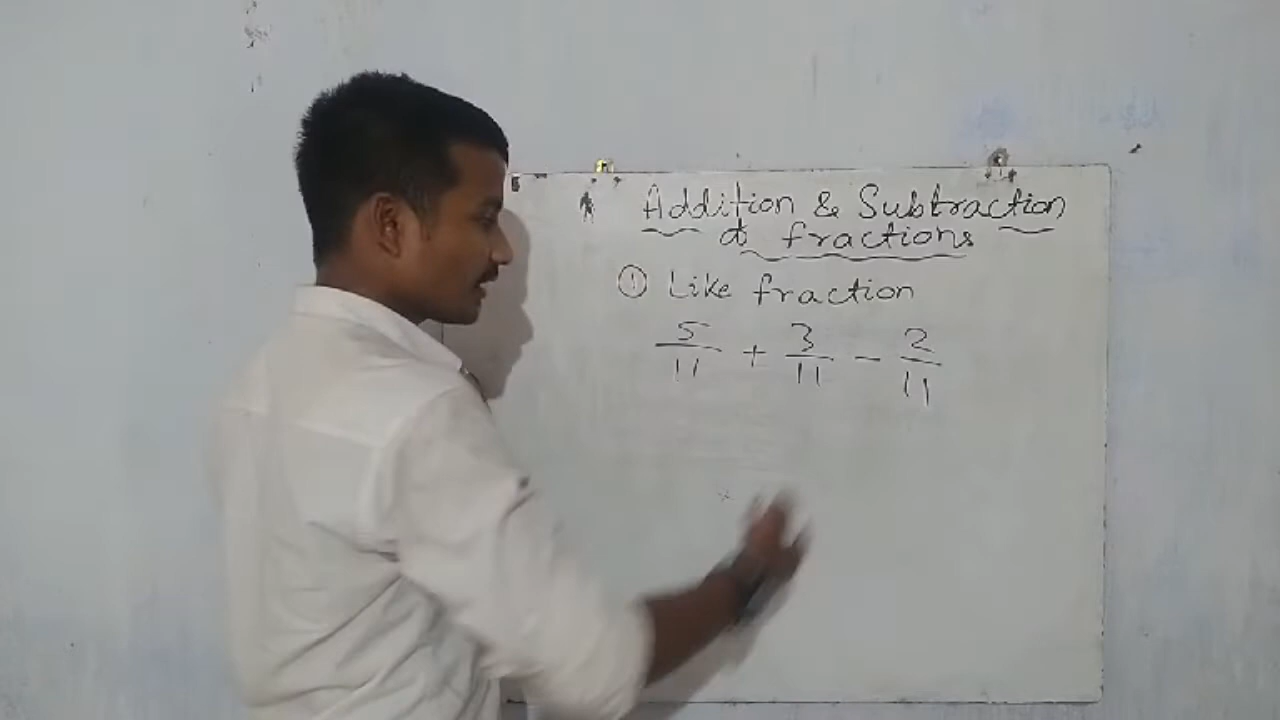 Addition & Subtraction
of fractions
① Like fraction
5/11 + 3/11 - 2/11